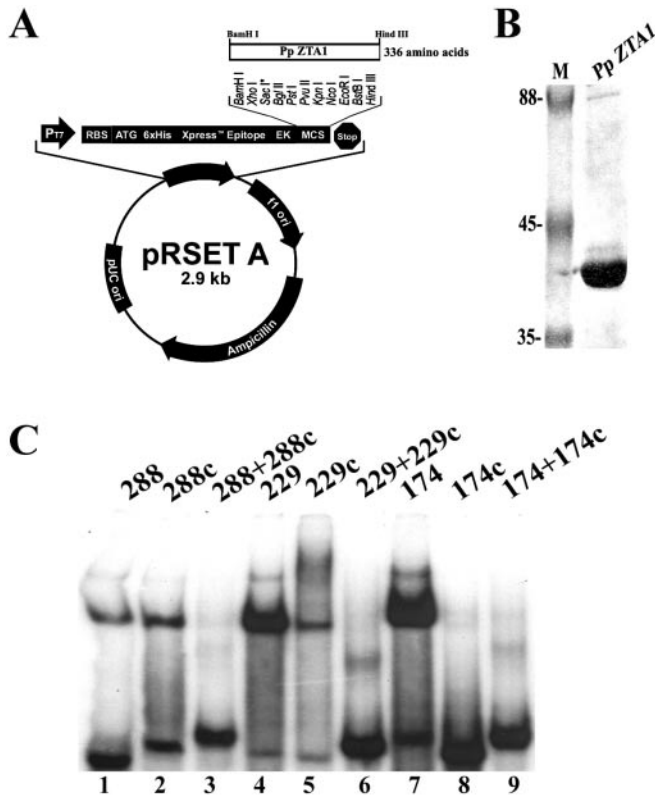 A
BamH I
Hind III
Pp ZTA1
336 amino acids
BamH I
Xho I
Sac I*
Bgl II
Pst I
Pvu II
Kpn I
Nco I
EcoR I
BstB I
Hind III
PT7
RBS ATG 6xHis Xpress™ Epitope EK MCS Stop
f1 ori
pRSET A
2.9 kb
pUC ori
Ampicillin
B
M Pp ZTA1
88-
45-
35-
C
288 288c 288+288c 229 229c 229+229c 174 174c 174+174c
1 2 3 4 5 6 7 8 9